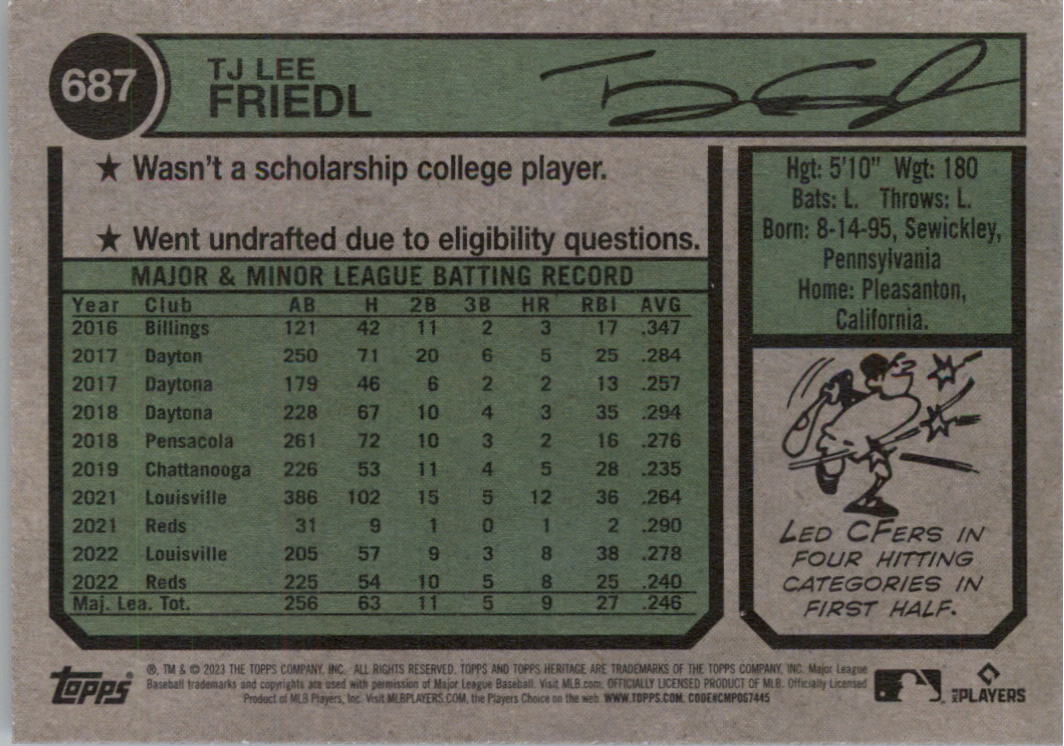 687
TJ LEE
FRIEDL
★ Wasn't a scholarship college player.
★ Went undrafted due to eligibility questions.
MAJOR & MINOR LEAGUE BATTING RECORD
Year Club AB H 2B 3B HR RBI AVG
2016 Billings 121 42 11 2 3 17 .347
2017 Dayton 250 71 20 6 5 25 .284
2017 Daytona 179 46 6 2 2 13 .257
2018 Daytona 228 67 10 4 3 35 .294
2018 Pensacola 261 72 10 3 2 16 .276
2019 Chattanooga 226 53 11 4 5 28 .235
2021 Louisville 386 102 15 5 12 36 .264
2021 Reds 31 9 1 0 1 2 .290
2022 Louisville 205 57 9 3 8 38 .278
2022 Reds 225 54 10 5 8 25 .240
Maj. Lea. Tot. 256 63 11 5 9 27 .246
Hgt: 5'10" Wgt: 180
Bats: L. Throws: L.
Born: 8-14-95, Sewickley,
Pennsylvania
Home: Pleasanton,
California.
LED CFERS IN
FOUR HITTING
CATEGORIES IN
FIRST HALF.
topps
®, TM & © 2023 THE TOPPS COMPANY, INC. ALL RIGHTS RESERVED. TOPPS AND TOPPS HERITAGE ARE TRADEMARKS OF THE TOPPS COMPANY, INC. Major League
Baseball trademarks and copyrights are used with permission of Major League Baseball. Visit MLB.com. OFFICIALLY LICENSED PRODUCT OF MLB. Officially Licensed
Product of MLB Players, Inc. Visit MLBPLAYERS.COM, the Players Choice on the web. WWW.TOPPS.COM. CODE#CMP057445
MLB PLAYERS